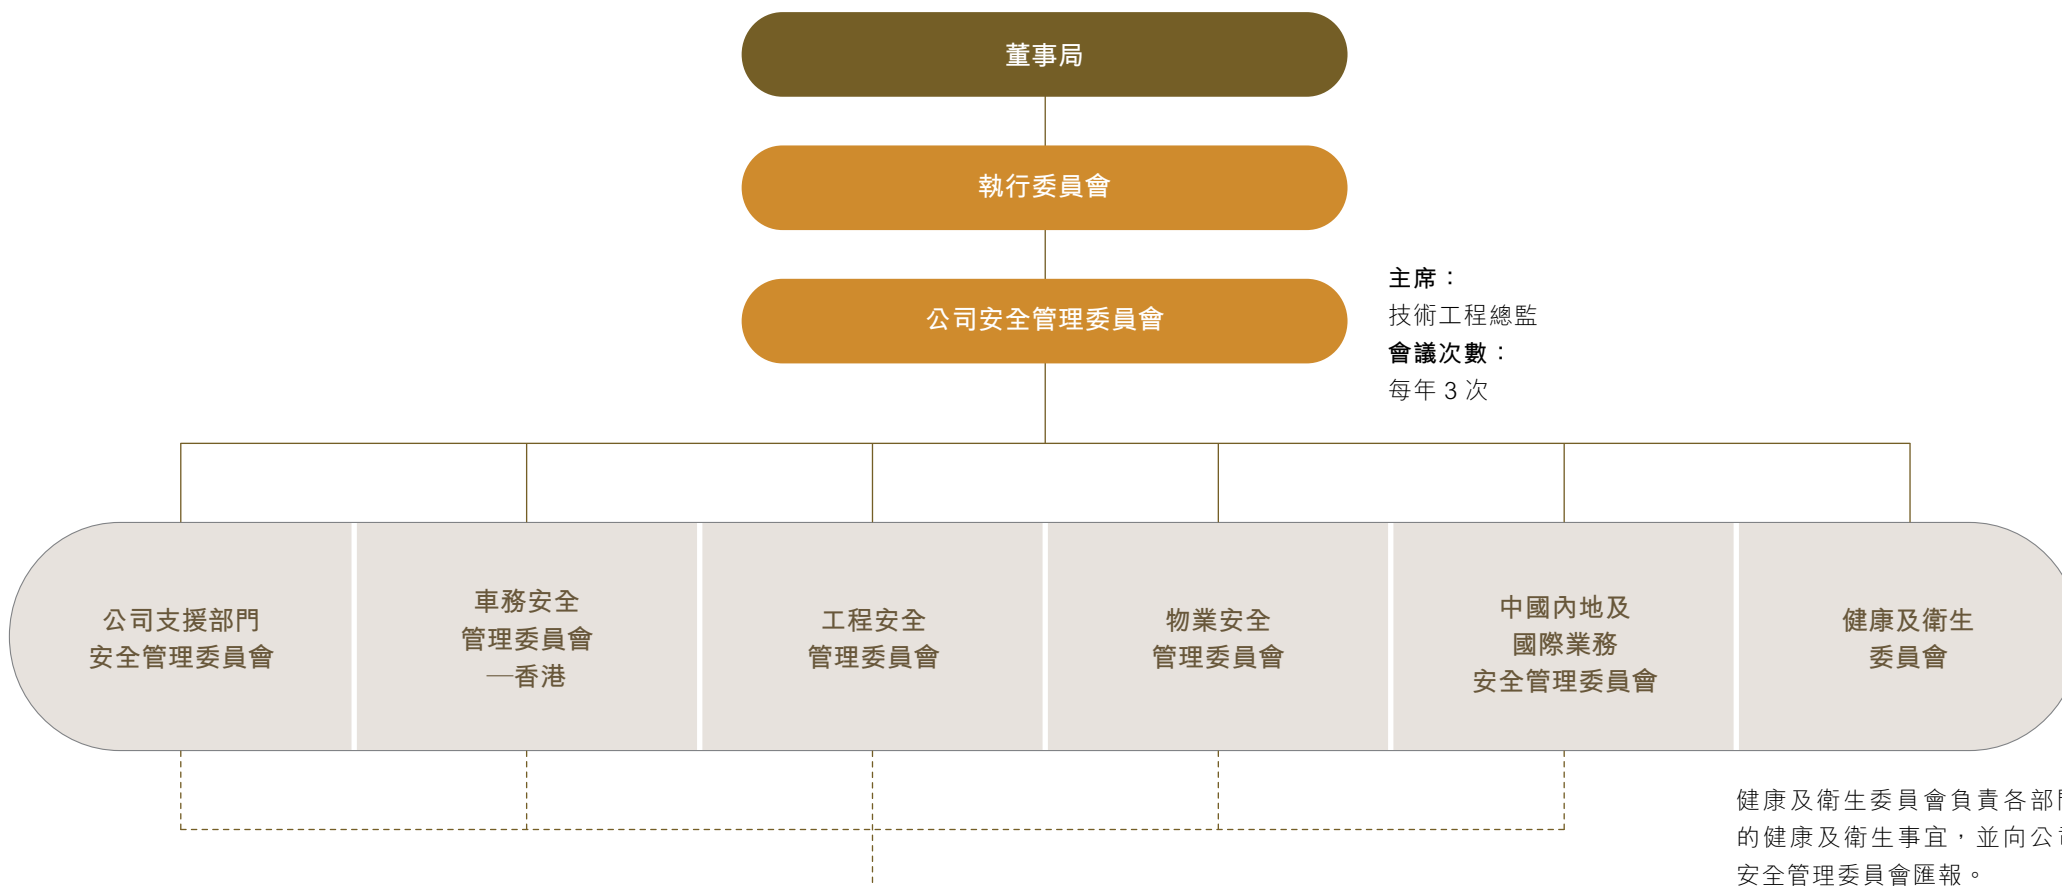 董事局
執行委員會
公司安全管理委員會
主席：
技術工程總監
會議次數：
每年 3 次
公司支援部門
安全管理委員會
車務安全
管理委員會
—香港
工程安全
管理委員會
物業安全
管理委員會
中國內地及
國際業務
安全管理委員會
健康及衛生
委員會
健康及衛生委員會負責各部
的健康及衛生事宜，並向公
安全管理委員會匯報。